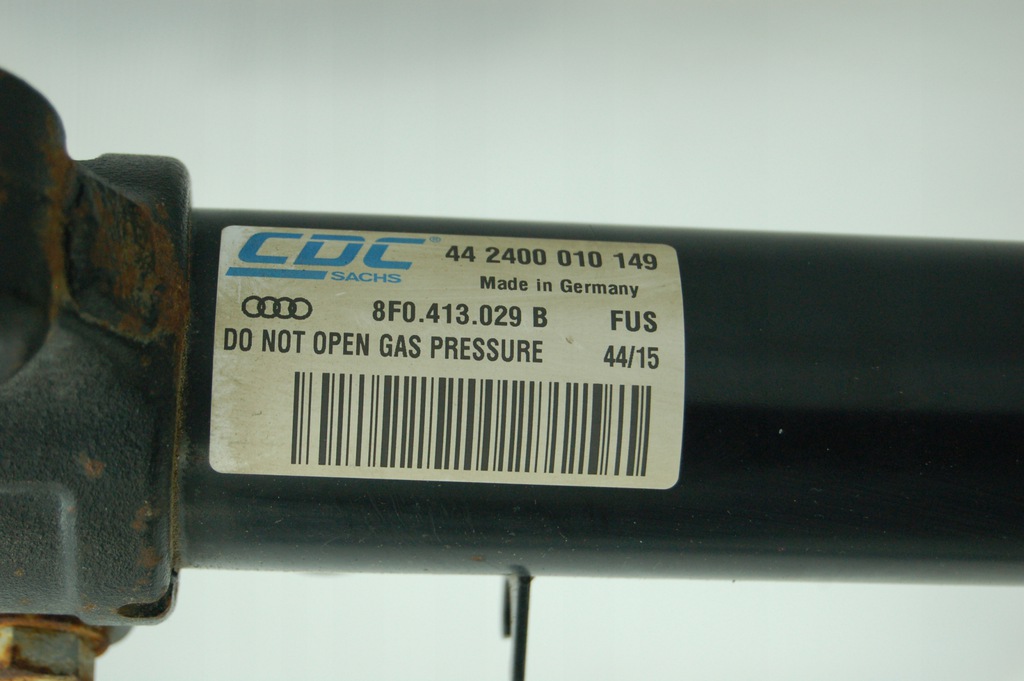 CDC® 44 2400 010 149
SACHS
Made in Germany
8F0.413.029 B FUS
DO NOT OPEN GAS PRESSURE 44/15